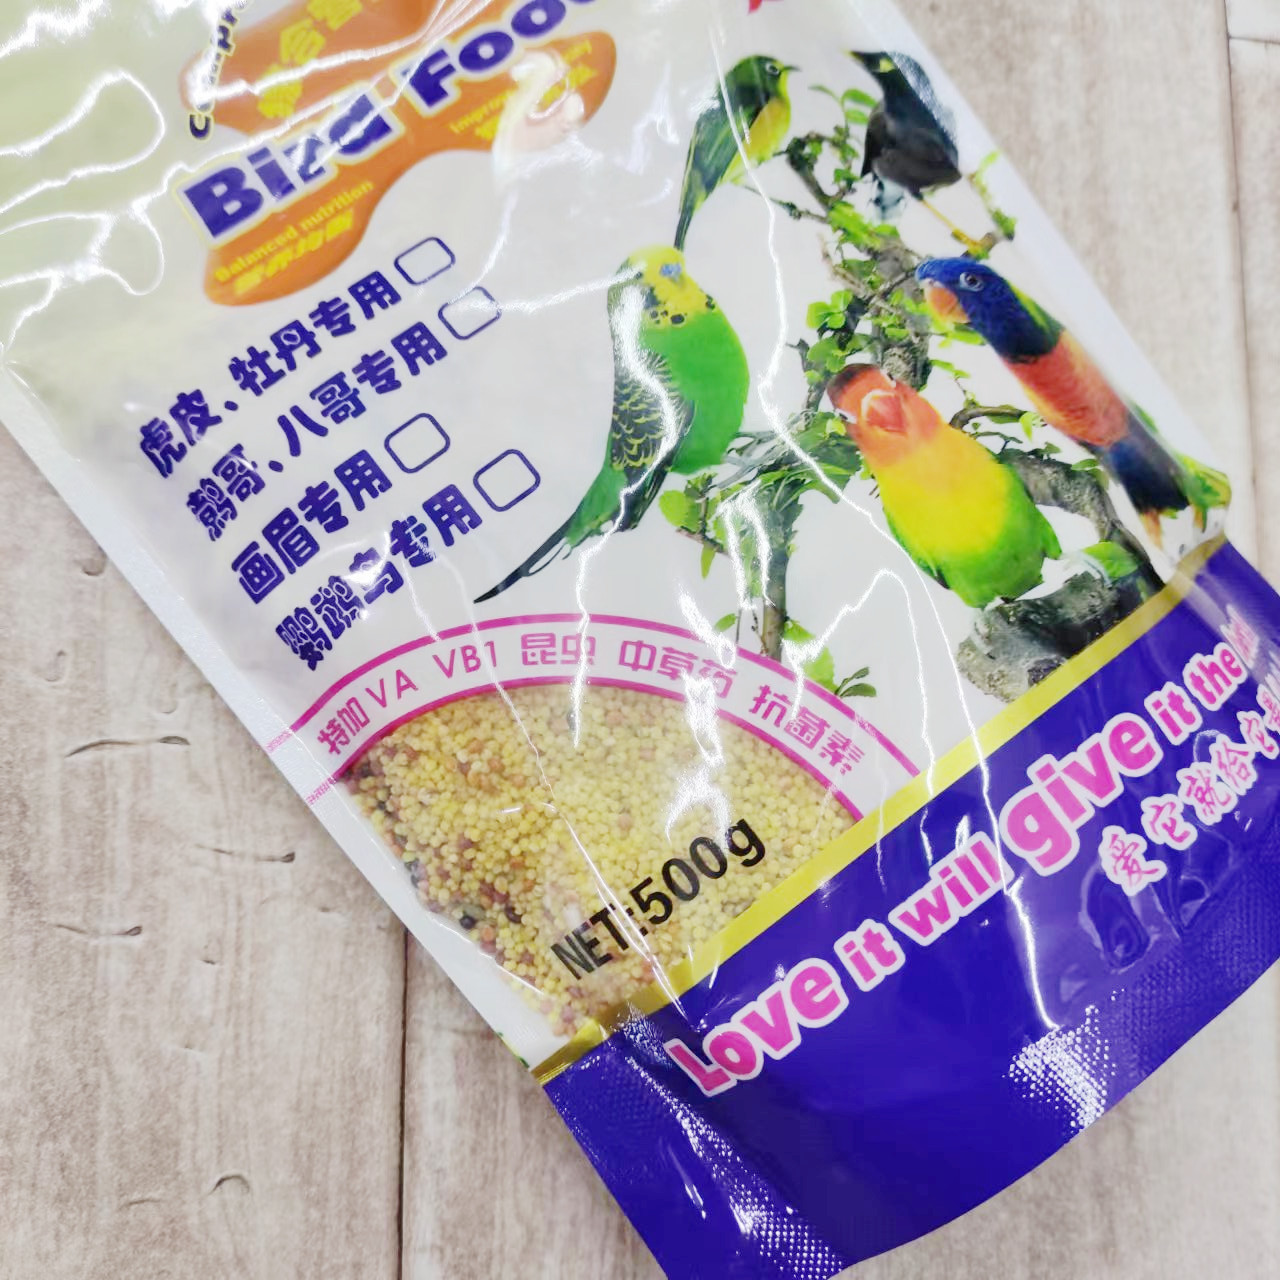 Bird Food
Balanced nutrition
虎皮、牡丹专用
鹩哥、八哥专用
画眉专用
鹦鹉鸟专用
特加 VA VB1 昆虫 中草药 抗菌素
NET:500g
Love it will give it the
爱它就给它